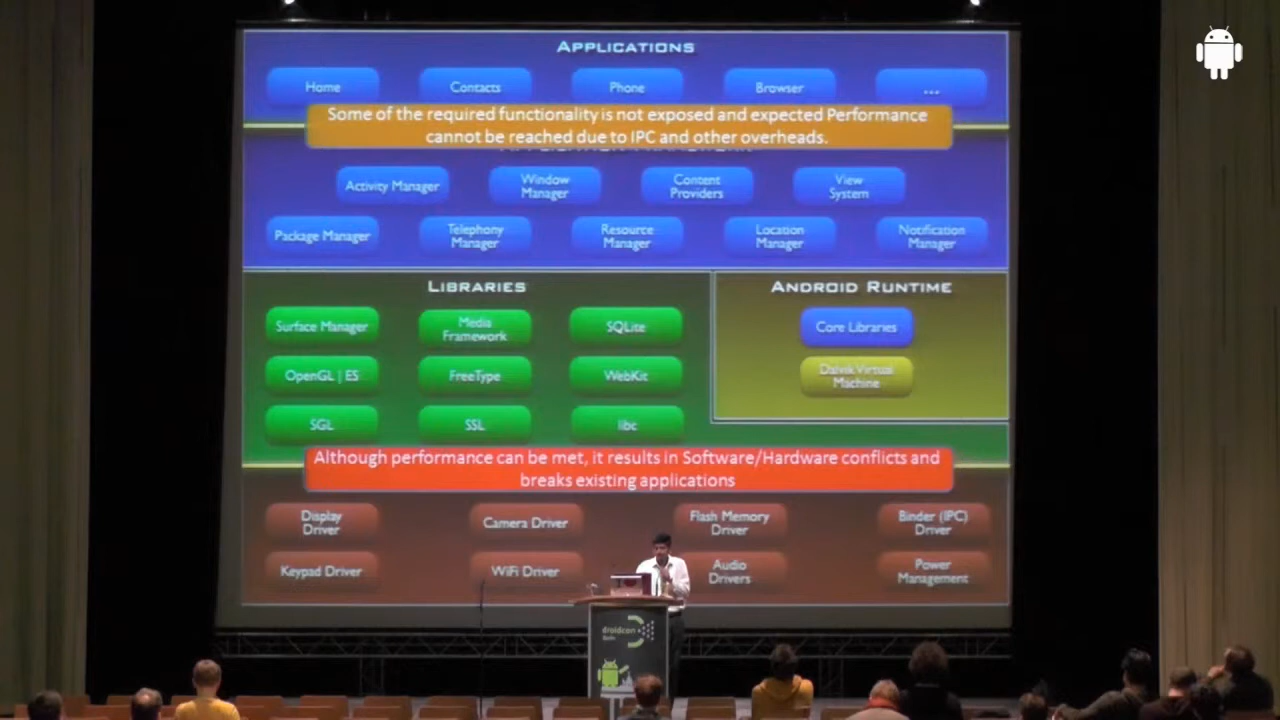 APPLICATIONS
Home Contacts Phone Browser ...
Some of the required functionality is not exposed and expected Performance
cannot be reached due to IPC and other overheads.
Activity Manager
Window
Manager
Content
Providers
View
System
Package Manager
Telephony
Manager
Resource
Manager
Location
Manager
Notification
Manager
LIBRARIES
Surface Manager
Media
Framework
SQLite
OpenGL | ES
FreeType
WebKit
SGL
SSL
libc
ANDROID RUNTIME
Core Libraries
Dalvik Virtual
Machine
Although performance can be met, it results in Software/Hardware conflicts and
breaks existing applications
Display
Driver
Camera Driver
Flash Memory
Driver
Binder (IPC)
Driver
Keypad Driver
WiFi Driver
Audio
Drivers
Power
Management
droidcon